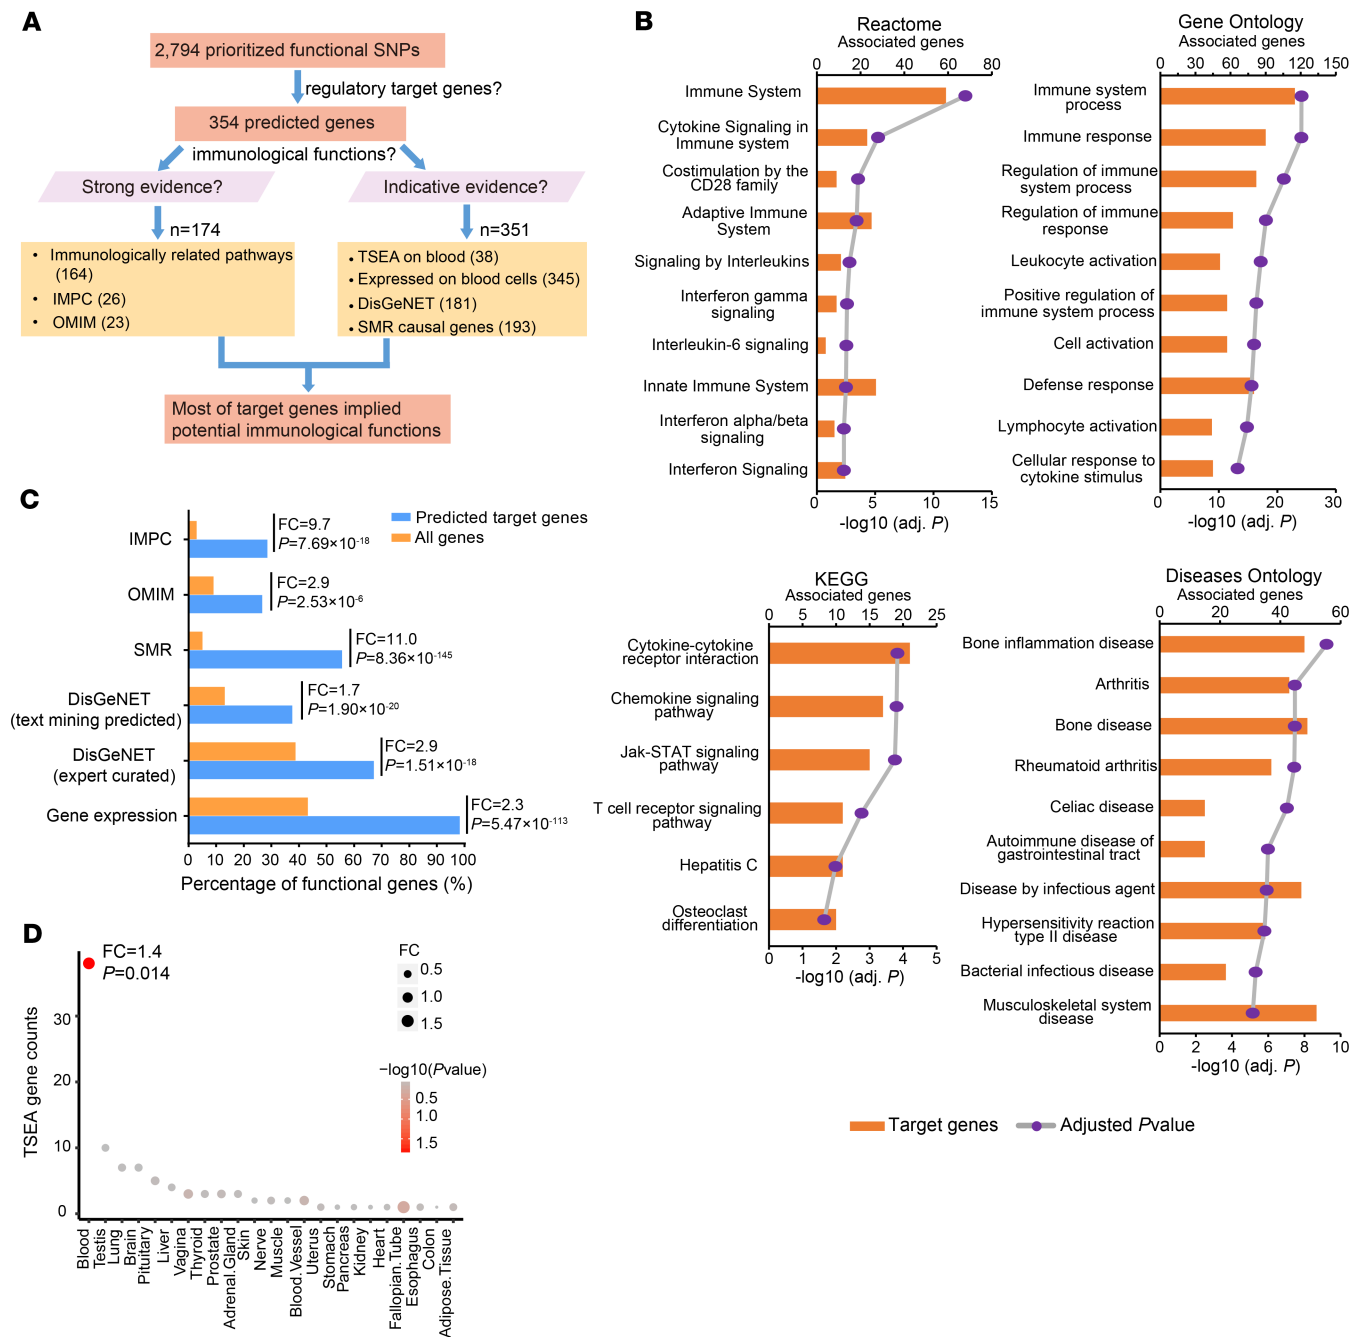 A
2,794 prioritized functional SNPs
regulatory target genes?
354 predicted genes
immunological functions?
Strong evidence?
Indicative evidence?
n=174
n=351
• Immunologically related pathways
(164)
• IMPC (26)
• OMIM (23)
• TSEA on blood (38)
• Expressed on blood cells (345)
• DisGeNET (181)
• SMR causal genes (193)
Most of target genes implied
potential immunological functions
B
Reactome
Associated genes
0 20 40 60 80
Immune System
Cytokine Signaling in
Immune system
Costimulation by the
CD28 family
Adaptive Immune
System
Signaling by Interleukins
Interferon gamma
signaling
Interleukin-6 signaling
Innate Immune System
Interferon alpha/beta
signaling
Interferon Signaling
0 5 10 15
-log10 (adj. P)
Gene Ontology
Associated genes
0 30 60 90 120 150
Immune system
process
Immune response
Regulation of immune
system process
Regulation of immune
response
Leukocyte activation
Positive regulation of
immune system process
Cell activation
Defense response
Lymphocyte activation
Cellular response to
cytokine stimulus
0 10 20 30
-log10 (adj. P)
KEGG
Associated genes
0 5 10 15 20 25
Cytokine-cytokine
receptor interaction
Chemokine signaling
pathway
Jak-STAT signaling
pathway
T cell receptor signaling
pathway
Hepatitis C
Osteoclast
differentiation
0 1 2 3 4 5
-log10 (adj. P)
Diseases Ontology
Associated genes
0 20 40 60
Bone inflammation disease
Arthritis
Bone disease
Rheumatoid arthritis
Celiac disease
Autoimmune disease of
gastrointestinal tract
Disease by infectious agent
Hypersensitivity reaction
type II disease
Bacterial infectious disease
Musculoskeletal system
disease
0 2 4 6 8 10
-log10 (adj. P)
Target genes
Adjusted Pvalue
C
Predicted target genes
All genes
IMPC
FC=9.7
P=7.69×10-18
OMIM
FC=2.9
P=2.53×10-6
SMR
FC=11.0
P=8.36×10-145
DisGeNET
(text mining predicted)
FC=1.7
P=1.90×10-20
DisGeNET
(expert curated)
FC=2.9
P=1.51×10-18
Gene expression
FC=2.3
P=5.47×10-113
0 10 20 30 40 50 60 70 80 90 100
Percentage of functional genes (%)
D
FC=1.4
P=0.014
FC
0.5
1.0
1.5
−log10(Pvalue)
0.5
1.0
1.5
TSEA gene counts
30
20
10
0
Blood
Testis
Lung
Brain
Pituitary
Liver
Vagina
Thyroid
Prostate
Adrenal.Gland
Skin
Nerve
Muscle
Blood.Vessel
Uterus
Stomach
Pancreas
Kidney
Heart
Fallopian.Tube
Esophagus
Colon
Adipose.Tissue